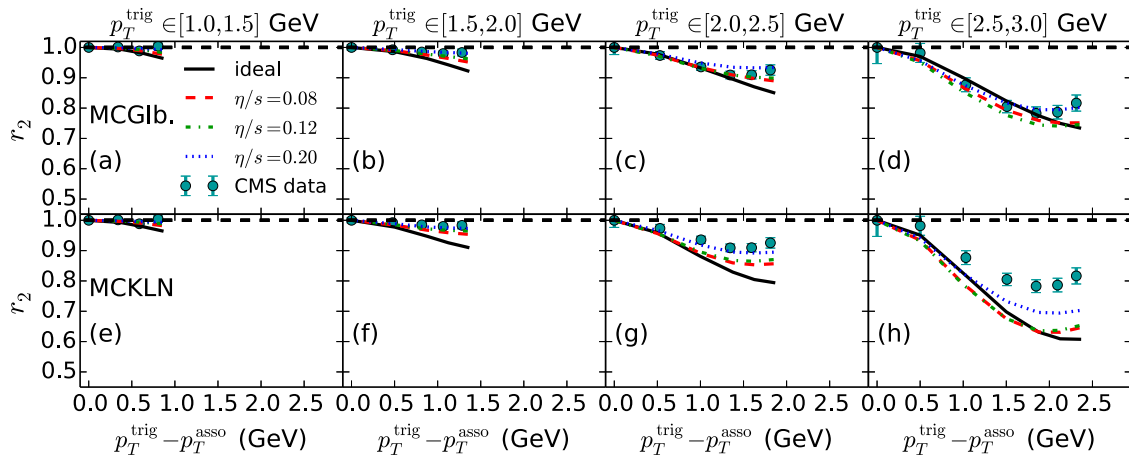 p_T^trig ∈[1.0,1.5] GeV p_T^trig ∈[1.5,2.0] GeV p_T^trig ∈[2.0,2.5] GeV p_T^trig ∈[2.5,3.0] GeV
1.0
0.9
0.8
0.7
0.6
0.5
r_2
ideal
η/s=0.08
η/s=0.12
η/s=0.20
CMS data
MCGlb.
(a) (b) (c) (d)
1.0
0.9
0.8
0.7
0.6
0.5
r_2
MCKLN
(e) (f) (g) (h)
0.0 0.5 1.0 1.5 2.0 2.5 0.0 0.5 1.0 1.5 2.0 2.5 0.0 0.5 1.0 1.5 2.0 2.5 0.0 0.5 1.0 1.5 2.0 2.5
p_T^trig − p_T^asso (GeV) p_T^trig − p_T^asso (GeV) p_T^trig − p_T^asso (GeV) p_T^trig − p_T^asso (GeV)